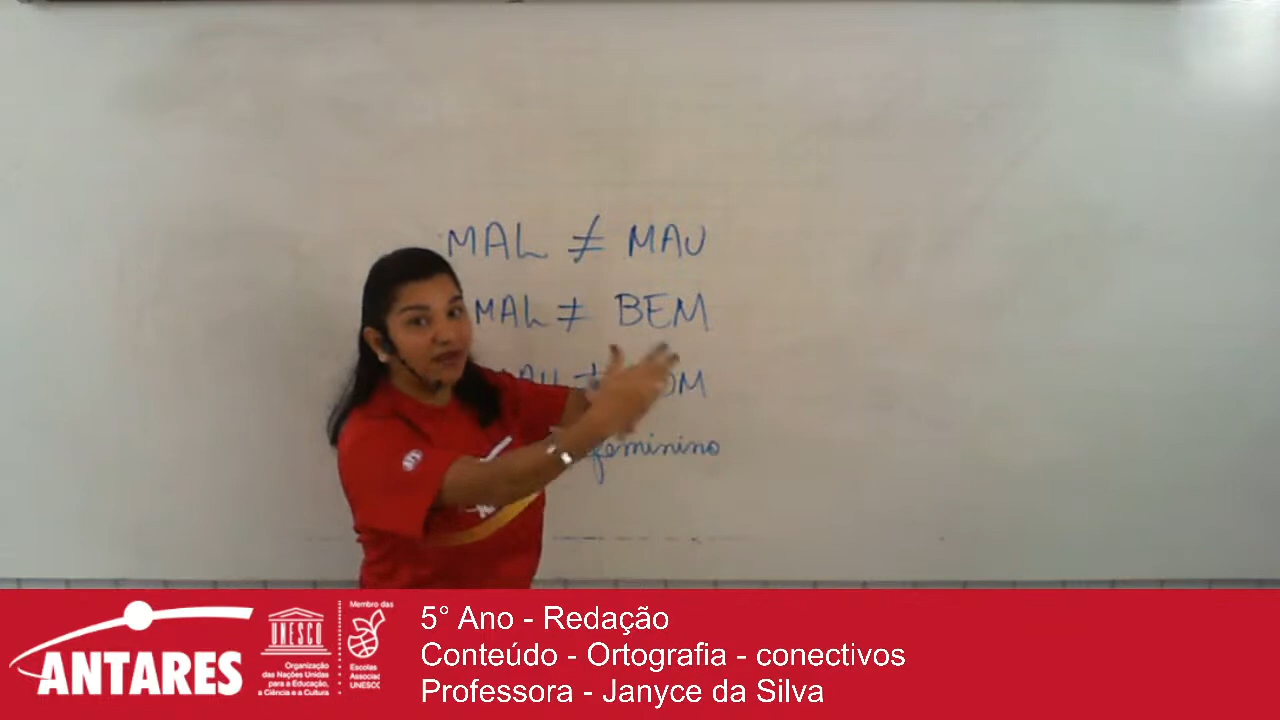 MAL ≠ MAU
MAL ≠ BEM
feminino
ANTARES
UNESCO
Organização
das Nações Unidas
para a Educação,
a Ciência e a Cultura
Membro das
Escolas
Associad
UNESCO
5° Ano - Redação
Conteúdo - Ortografia - conectivos
Professora - Janyce da Silva